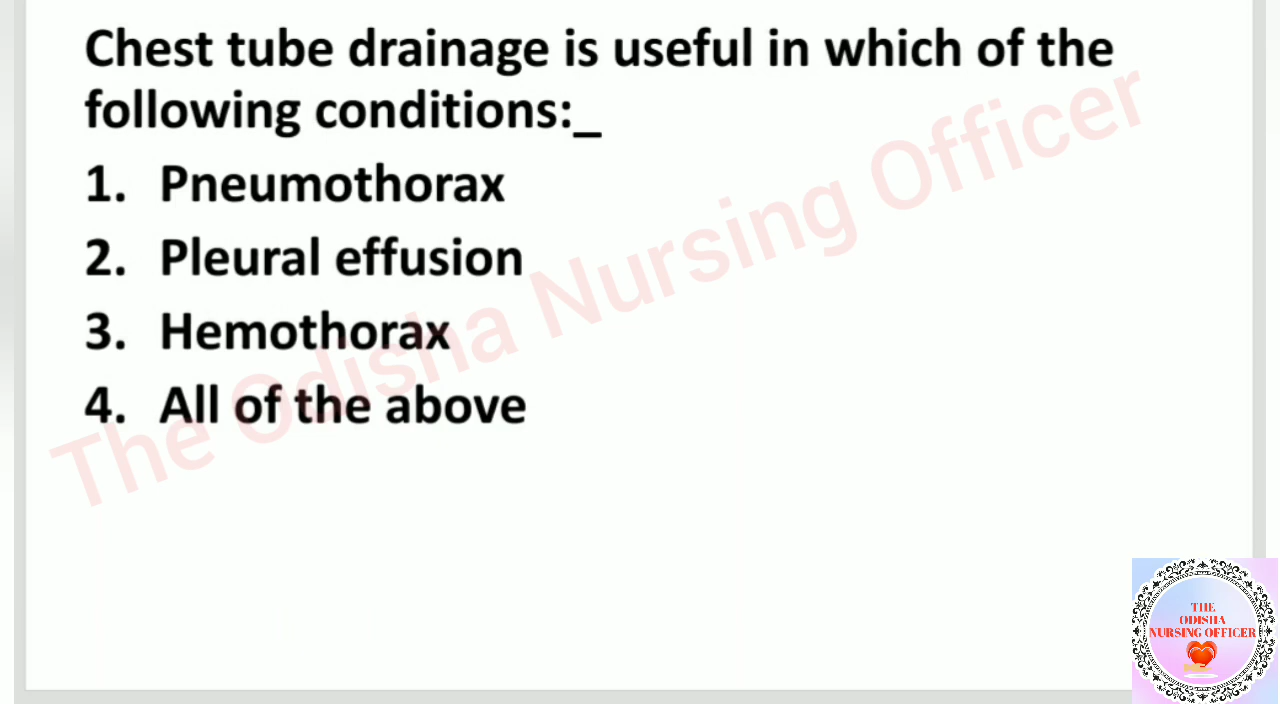 Chest tube drainage is useful in which of the
following conditions:_
1. Pneumothorax
2. Pleural effusion
3. Hemothorax
4. All of the above
The Odisha Nursing Officer
THE
ODISHA
NURSING OFFICER